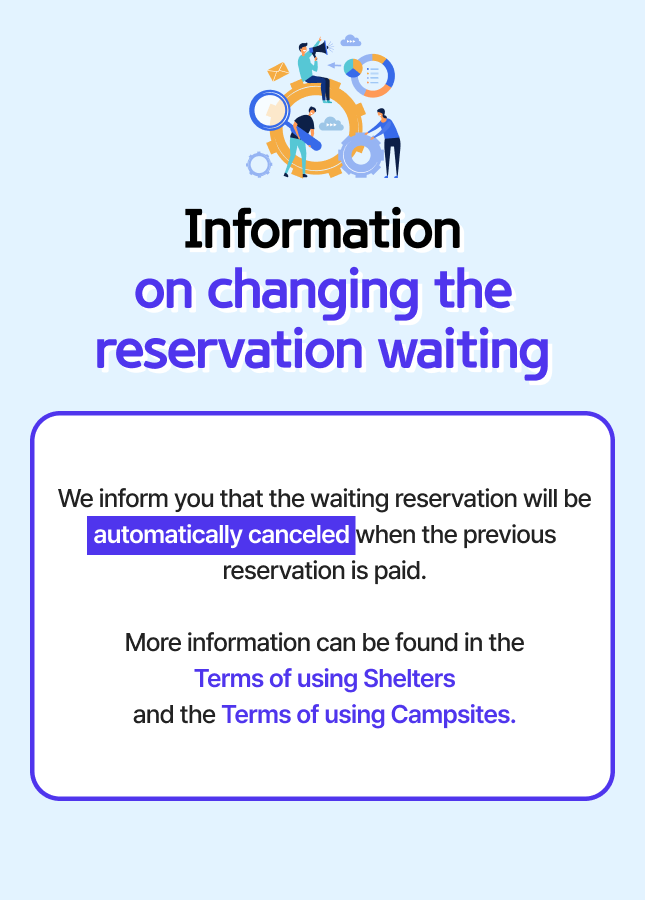 Information
on changing the
reservation waiting
We inform you that the waiting reservation will be
automatically canceled when the previous
reservation is paid.
More information can be found in the
Terms of using Shelters
and the Terms of using Campsites.